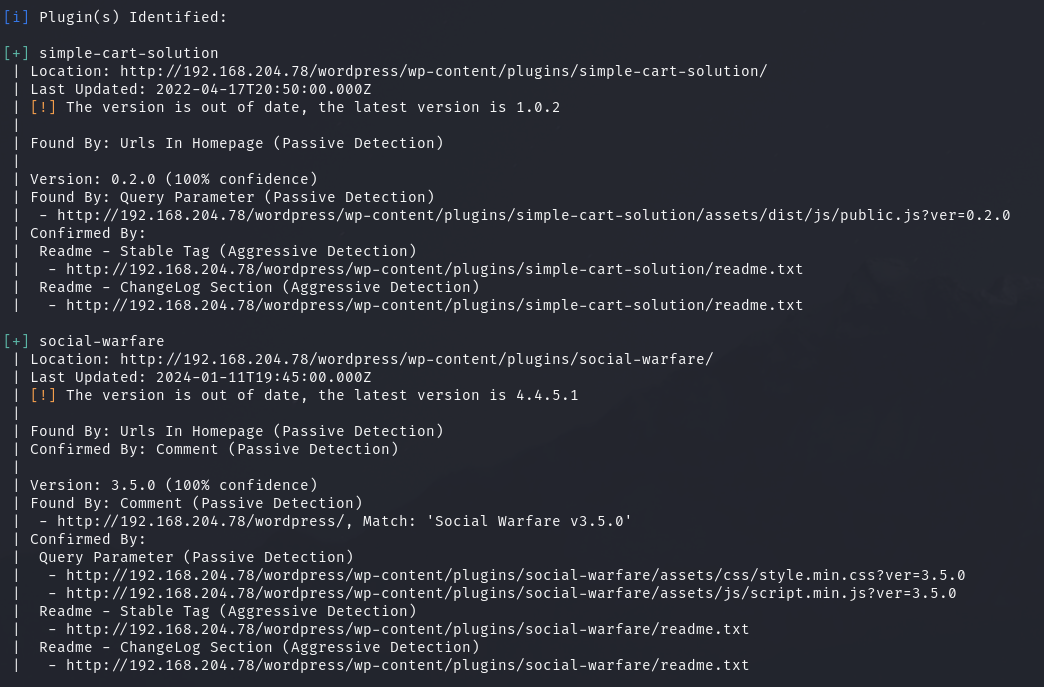 [i] Plugin(s) Identified:

[+] simple-cart-solution
 | Location: http://192.168.204.78/wordpress/wp-content/plugins/simple-cart-solution/
 | Last Updated: 2022-04-17T20:50:00.000Z
 | [!] The version is out of date, the latest version is 1.0.2
 |
 | Found By: Urls In Homepage (Passive Detection)
 |
 | Version: 0.2.0 (100% confidence)
 | Found By: Query Parameter (Passive Detection)
 |  - http://192.168.204.78/wordpress/wp-content/plugins/simple-cart-solution/assets/dist/js/public.js?ver=0.2.0
 | Confirmed By:
 |  Readme - Stable Tag (Aggressive Detection)
 |   - http://192.168.204.78/wordpress/wp-content/plugins/simple-cart-solution/readme.txt
 |  Readme - ChangeLog Section (Aggressive Detection)
 |   - http://192.168.204.78/wordpress/wp-content/plugins/simple-cart-solution/readme.txt

[+] social-warfare
 | Location: http://192.168.204.78/wordpress/wp-content/plugins/social-warfare/
 | Last Updated: 2024-01-11T19:45:00.000Z
 | [!] The version is out of date, the latest version is 4.4.5.1
 |
 | Found By: Urls In Homepage (Passive Detection)
 | Confirmed By: Comment (Passive Detection)
 |
 | Version: 3.5.0 (100% confidence)
 | Found By: Comment (Passive Detection)
 |  - http://192.168.204.78/wordpress/, Match: 'Social Warfare v3.5.0'
 | Confirmed By:
 |  Query Parameter (Passive Detection)
 |   - http://192.168.204.78/wordpress/wp-content/plugins/social-warfare/assets/css/style.min.css?ver=3.5.0
 |   - http://192.168.204.78/wordpress/wp-content/plugins/social-warfare/assets/js/script.min.js?ver=3.5.0
 |  Readme - Stable Tag (Aggressive Detection)
 |   - http://192.168.204.78/wordpress/wp-content/plugins/social-warfare/readme.txt
 |  Readme - ChangeLog Section (Aggressive Detection)
 |   - http://192.168.204.78/wordpress/wp-content/plugins/social-warfare/readme.txt